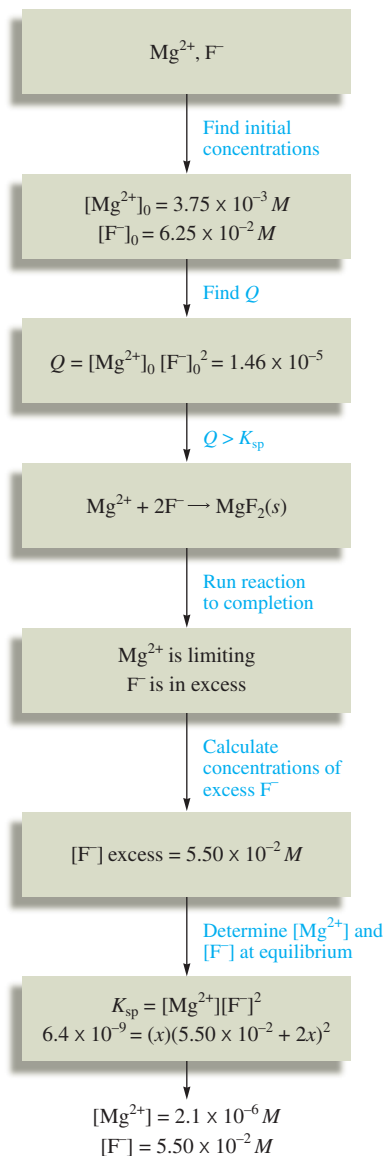 Mg²⁺, F⁻
Find initial
concentrations
[Mg²⁺]₀ = 3.75 × 10⁻³ M
[F⁻]₀ = 6.25 × 10⁻² M
Find Q
Q = [Mg²⁺]₀ [F⁻]₀² = 1.46 × 10⁻⁵
Q > Kₛₚ
Mg²⁺ + 2F⁻ ⟶ MgF₂(s)
Run reaction
to completion
Mg²⁺ is limiting
F⁻ is in excess
Calculate
concentrations of
excess F⁻
[F⁻] excess = 5.50 × 10⁻² M
Determine [Mg²⁺] and
[F⁻] at equilibrium
Kₛₚ = [Mg²⁺][F⁻]²
6.4 × 10⁻⁹ = (x)(5.50 × 10⁻² + 2x)²
[Mg²⁺] = 2.1 × 10⁻⁶ M
[F⁻] = 5.50 × 10⁻² M